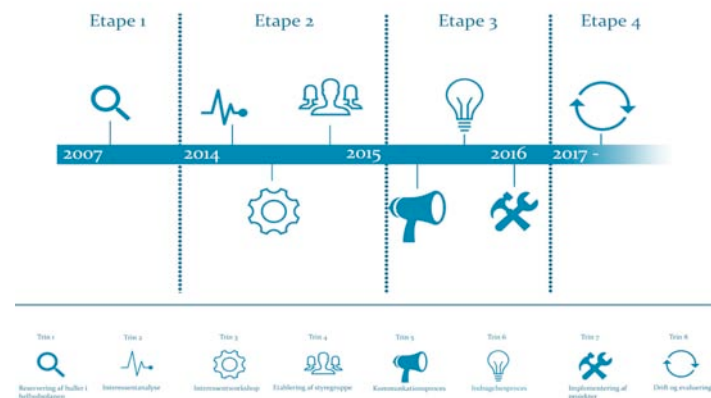 Etape 1
Etape 2
Etape 3
Etape 4
2007
2014
2015
2016
2017 -
Trin 1
Trin 2
Trin 3
Trin 4
Trin 5
Trin 6
Trin 7
Trin 8
Reservering af huller i
helhedsplanen
Interessentanalyse
Interessentworkshop
Etablering af styregruppe
Kommunikationsproces
Implementering af
projekter
Drift og evaluering